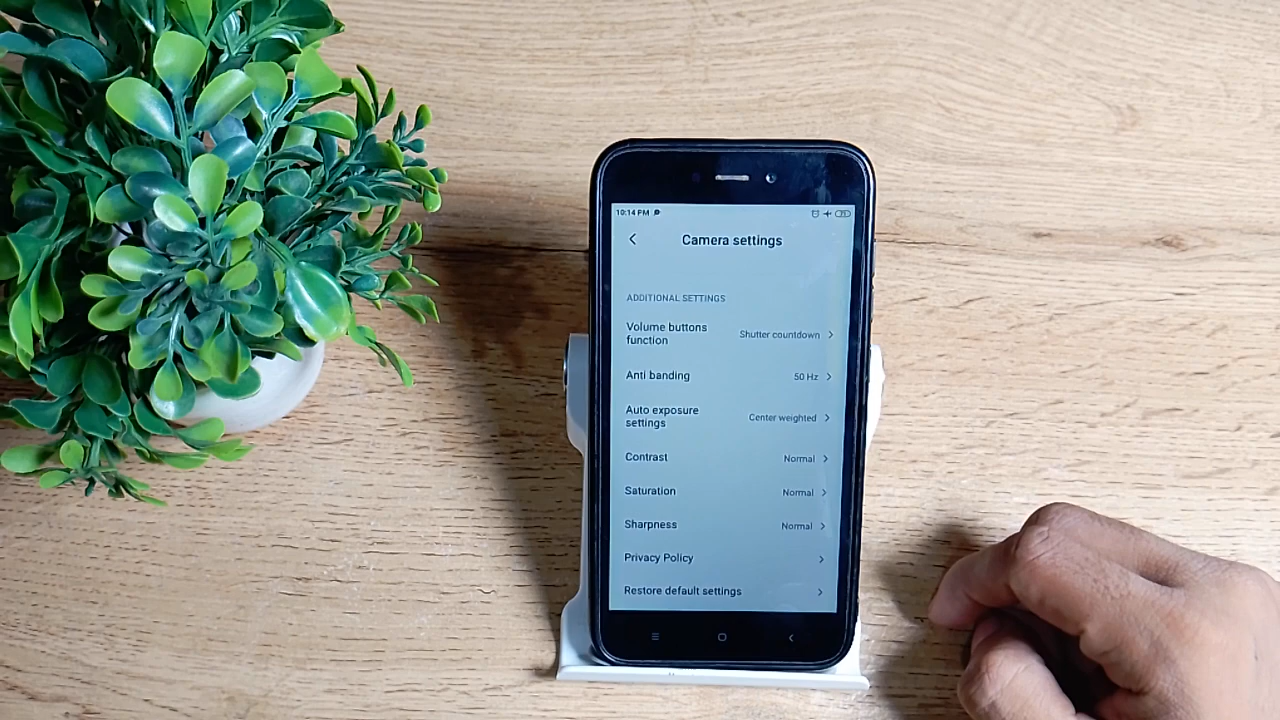 10:14 PM
Camera settings
ADDITIONAL SETTINGS
Volume buttons
function
Shutter countdown
Anti banding
50 Hz
Auto exposure
settings
Center weighted
Contrast
Normal
Saturation
Normal
Sharpness
Normal
Privacy Policy
Restore default settings